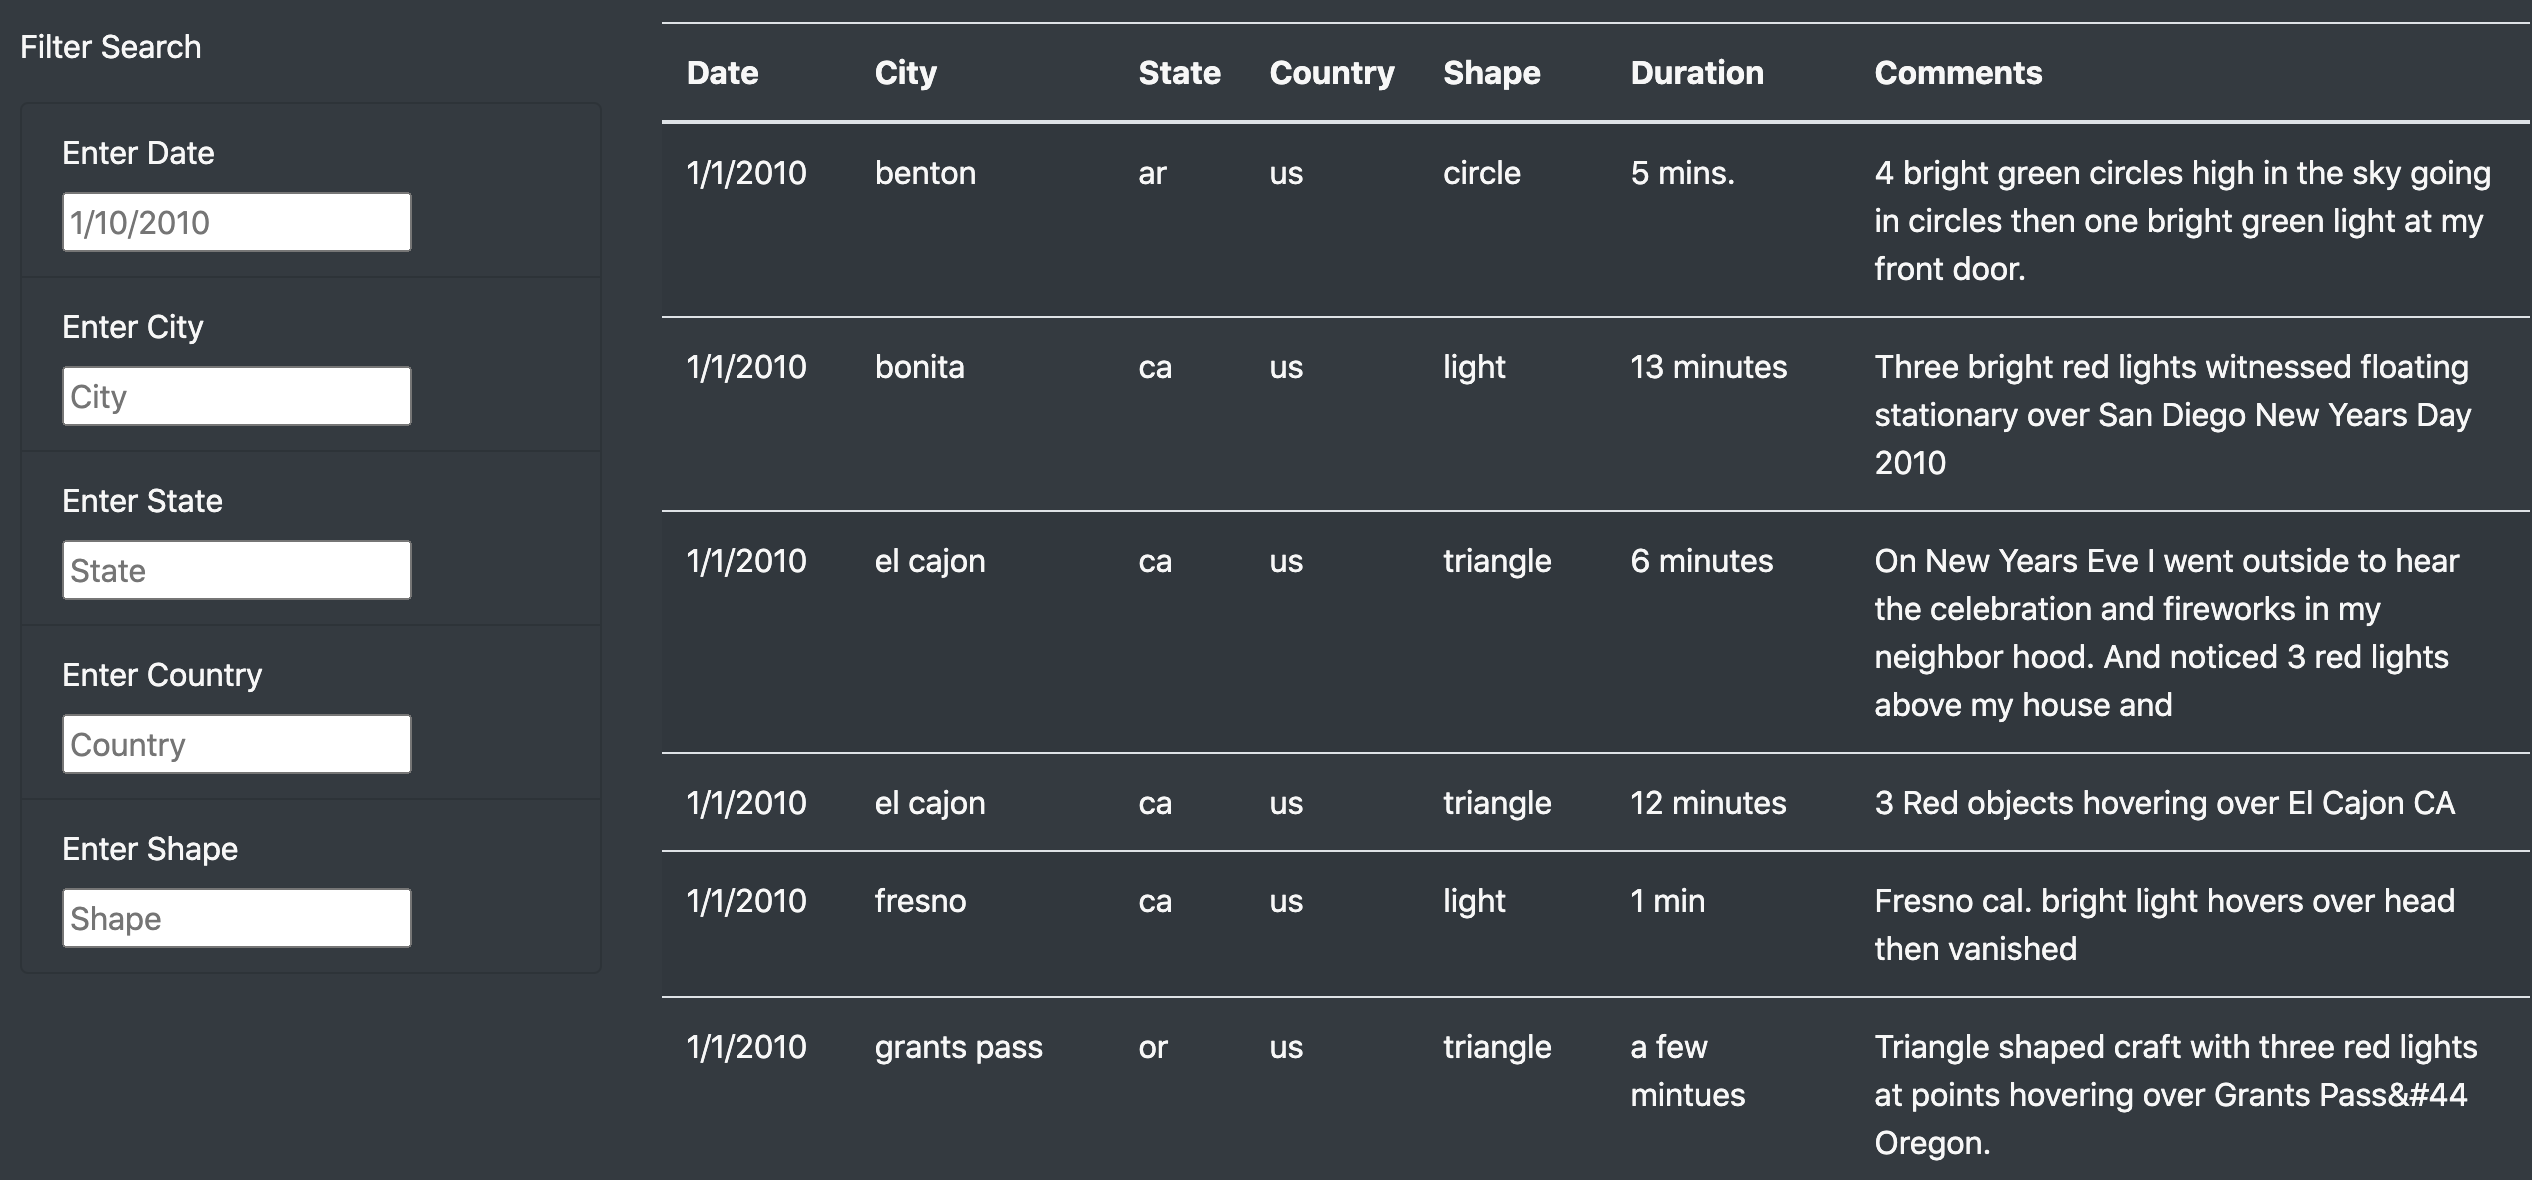 Filter Search
Enter Date
1/10/2010
Enter City
City
Enter State
State
Enter Country
Country
Enter Shape
Shape
Date City State Country Shape Duration Comments
1/1/2010 benton ar us circle 5 mins. 4 bright green circles high in the sky going
in circles then one bright green light at my
front door.
1/1/2010 bonita ca us light 13 minutes Three bright red lights witnessed floating
stationary over San Diego New Years Day
2010
1/1/2010 el cajon ca us triangle 6 minutes On New Years Eve I went outside to hear
the celebration and fireworks in my
neighbor hood. And noticed 3 red lights
above my house and
1/1/2010 el cajon ca us triangle 12 minutes 3 Red objects hovering over El Cajon CA
1/1/2010 fresno ca us light 1 min Fresno cal. bright light hovers over head
then vanished
1/1/2010 grants pass or us triangle a few Triangle shaped craft with three red lights
mintues at points hovering over Grants Pass&#44
Oregon.